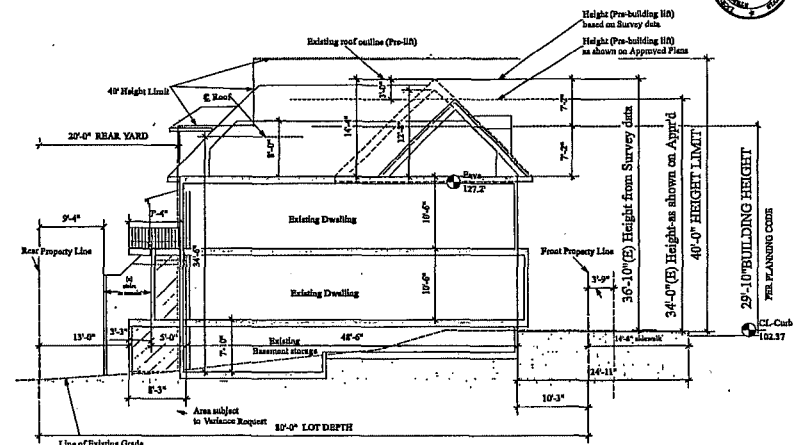 Height (Pre-building lift)
based on Survey data
Existing roof outline (Pre-lift)
Height (Pre-building lift)
as shown on Approved Plans
40' Height Limit
℄ Roof
3'-0"
7'-2"
14'-4"
12'-8"
8'-0"
7'-2"
20'-0" REAR YARD
Eave
127.2'
9'-4"
7'-4"
Existing Dwelling
10'-6"
Rear Property Line
34'-6"
Front Property Line
3'-9"
Existing Dwelling
10'-6"
36'-10"(E) Height from Survey data
34'-0"(E) Height-as shown on Appr'd
40'-0" HEIGHT LIMIT
29'-10" BUILDING HEIGHT
PER PLANNING CODE
CL-Curb
102.37
13'-0"
3'-3"
5'-0"
7'-10"
Existing
Basement storage
48'-6"
14'-8" sidewalk
24'-11"
8'-3"
10'-3"
Area subject
to Variance Request
80'-0" LOT DEPTH
Line of Existing Grade